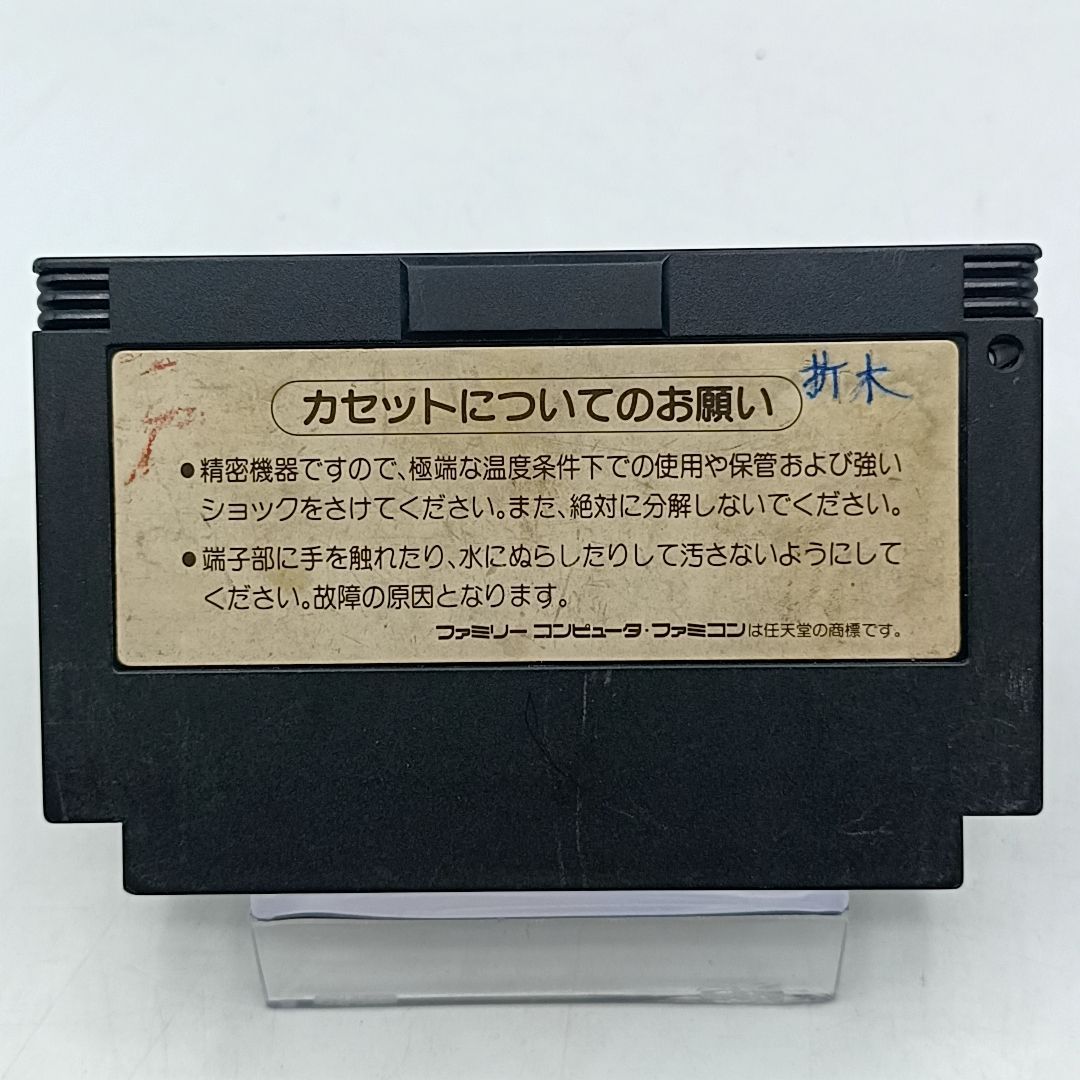 折木
カセットについてのお願い
●精密機器ですので、極端な温度条件下での使用や保管および強い
ショックをさけてください。また、絶対に分解しないでください。
●端子部に手を触れたり、水にぬらしたりして汚さないようにして
ください。故障の原因となります。
ファミリーコンピュータ・ファミコンは任天堂の商標です。